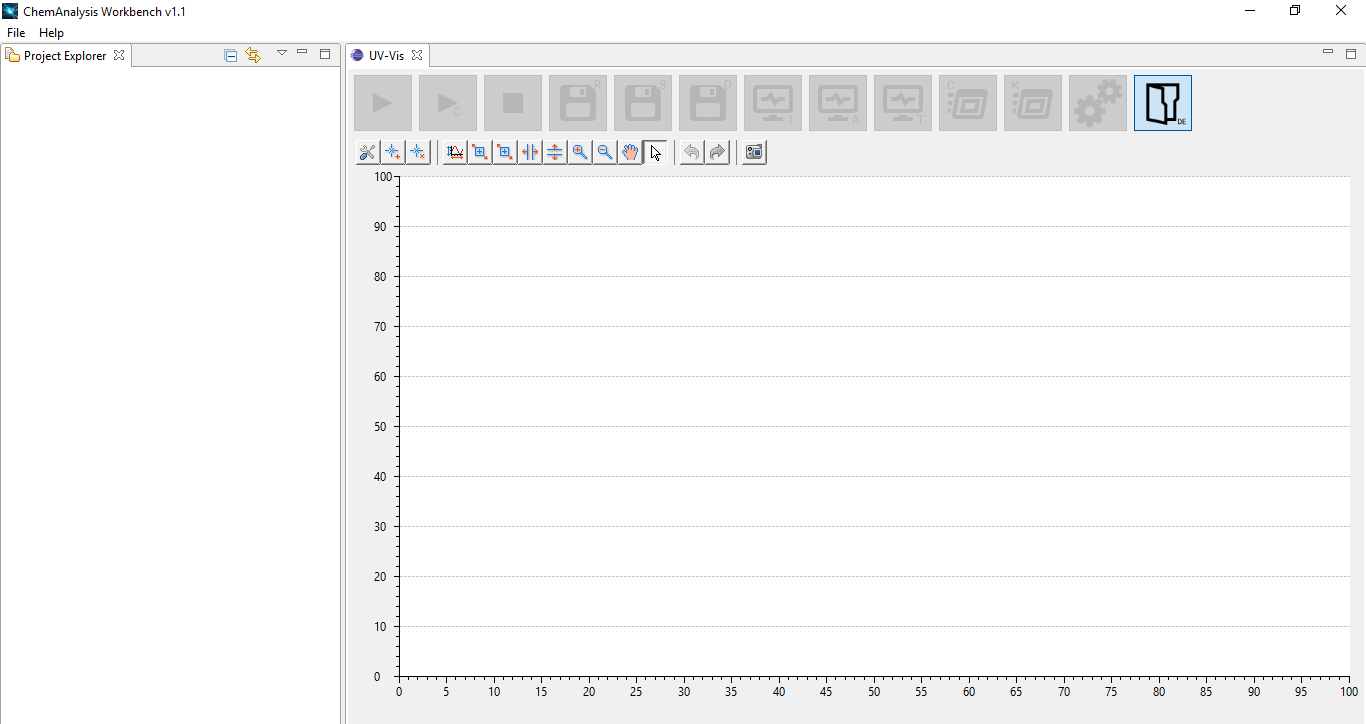 ChemAnalysis Workbench v1.1
File Help
Project Explorer
UV-Vis
C
R
S
D
I
A
T
C
K
DE
100
90
80
70
60
50
40
30
20
10
0
0 5 10 15 20 25 30 35 40 45 50 55 60 65 70 75 80 85 90 95 100